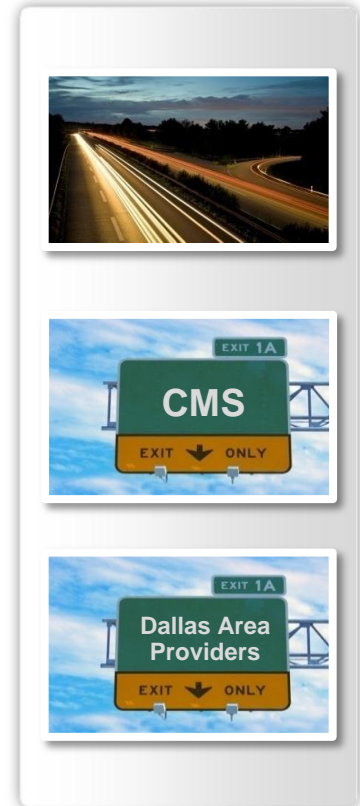 EXIT 1A
CMS
EXIT ONLY
EXIT 1A
Dallas Area
Providers
EXIT ONLY